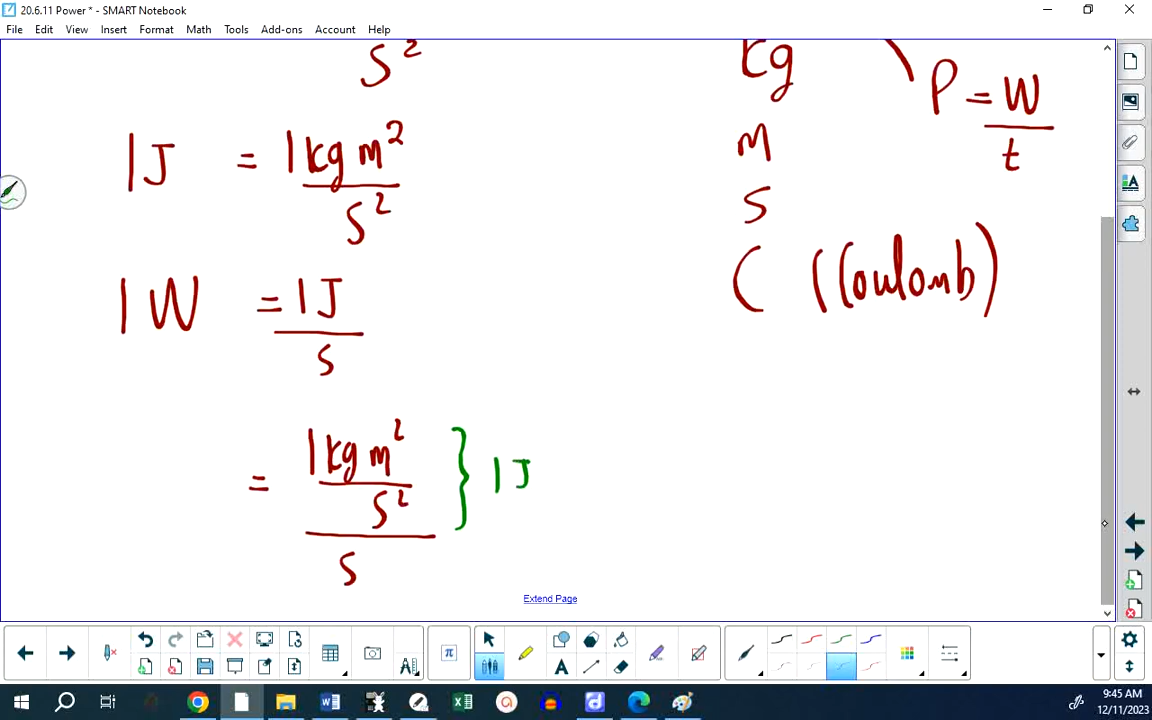 20.6.11 Power * - SMART Notebook
File Edit View Insert Format Math Tools Add-ons Account Help
s²
1J = 1kg m²
s²
1W = 1J
s
= 1kg m²
s²
s
} 1J
kg
m
s
C (Coulomb)
P = W
t
Extend Page
π
A
9:45 AM
12/11/2023